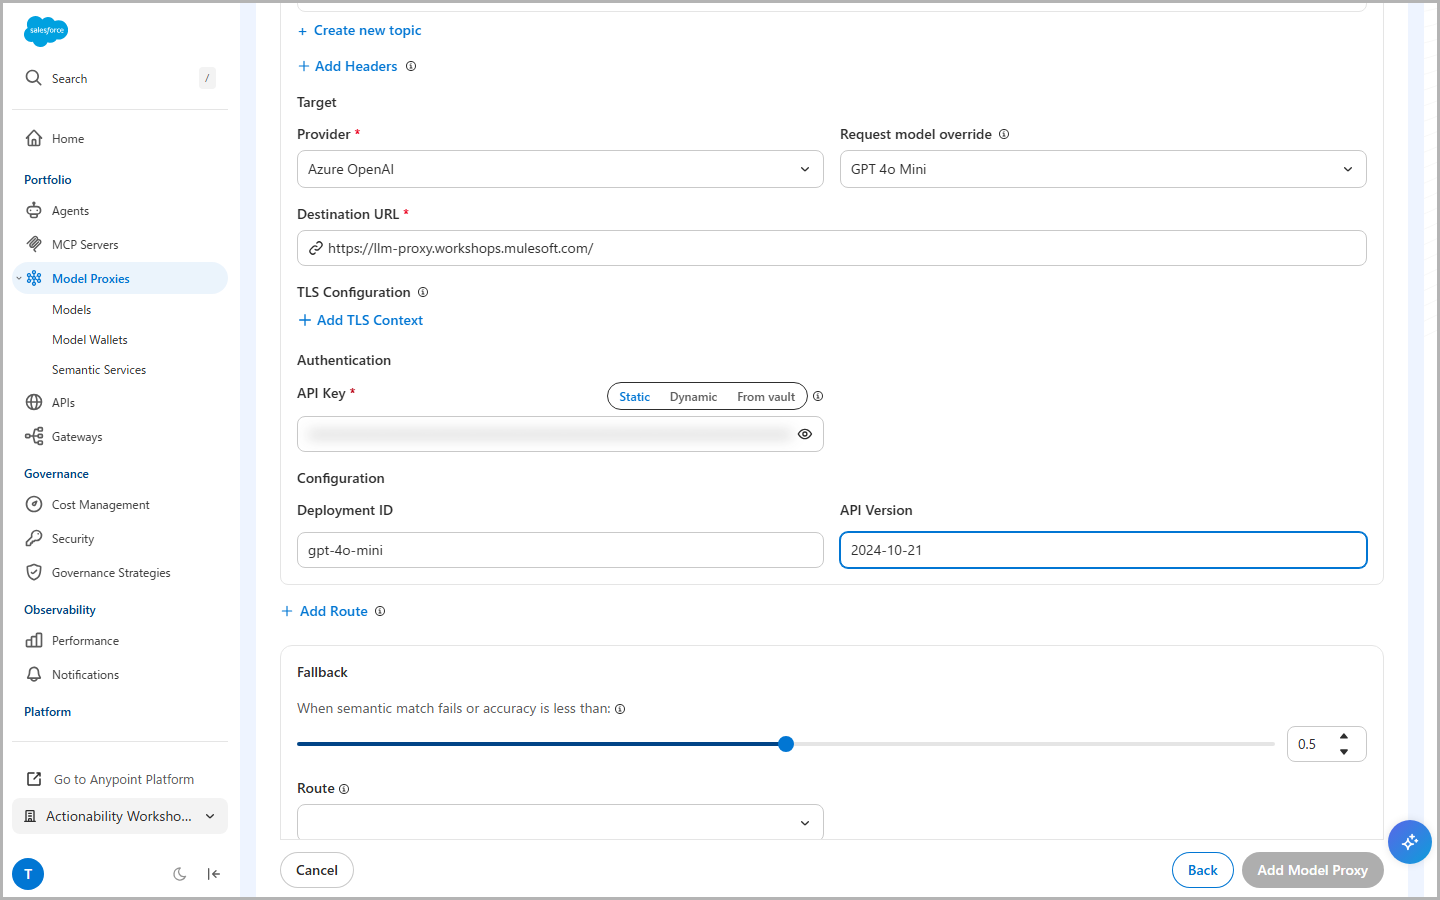 salesforce
Search
/
Home
Portfolio
Agents
MCP Servers
Model Proxies
Models
Model Wallets
Semantic Services
APIs
Gateways
Governance
Cost Management
Security
Governance Strategies
Observability
Performance
Notifications
Platform
Go to Anypoint Platform
Actionability Worksho...
T
+ Create new topic
+ Add Headers
Target
Provider *
Request model override
Azure OpenAI
GPT 4o Mini
Destination URL *
https://llm-proxy.workshops.mulesoft.com/
TLS Configuration
+ Add TLS Context
Authentication
API Key *
Static Dynamic From vault
Configuration
Deployment ID
API Version
gpt-4o-mini
2024-10-21
+ Add Route
Fallback
When semantic match fails or accuracy is less than:
0.5
Route
Cancel
Back
Add Model Proxy